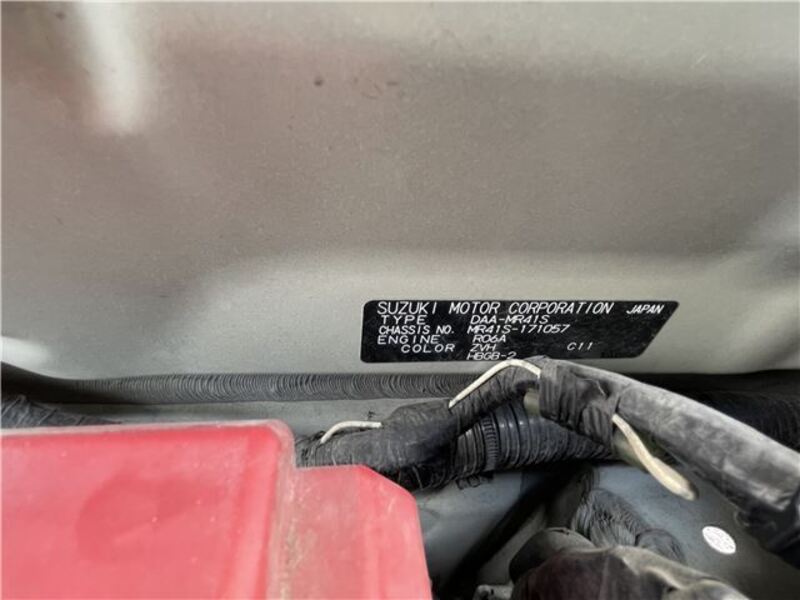 SUZUKI MOTOR CORPORATION JAPAN
TYPE DAA-MR41S
CHASSIS NO. MR41S-171057
ENGINE R06A
COLOR ZVH C11
HBGB-2